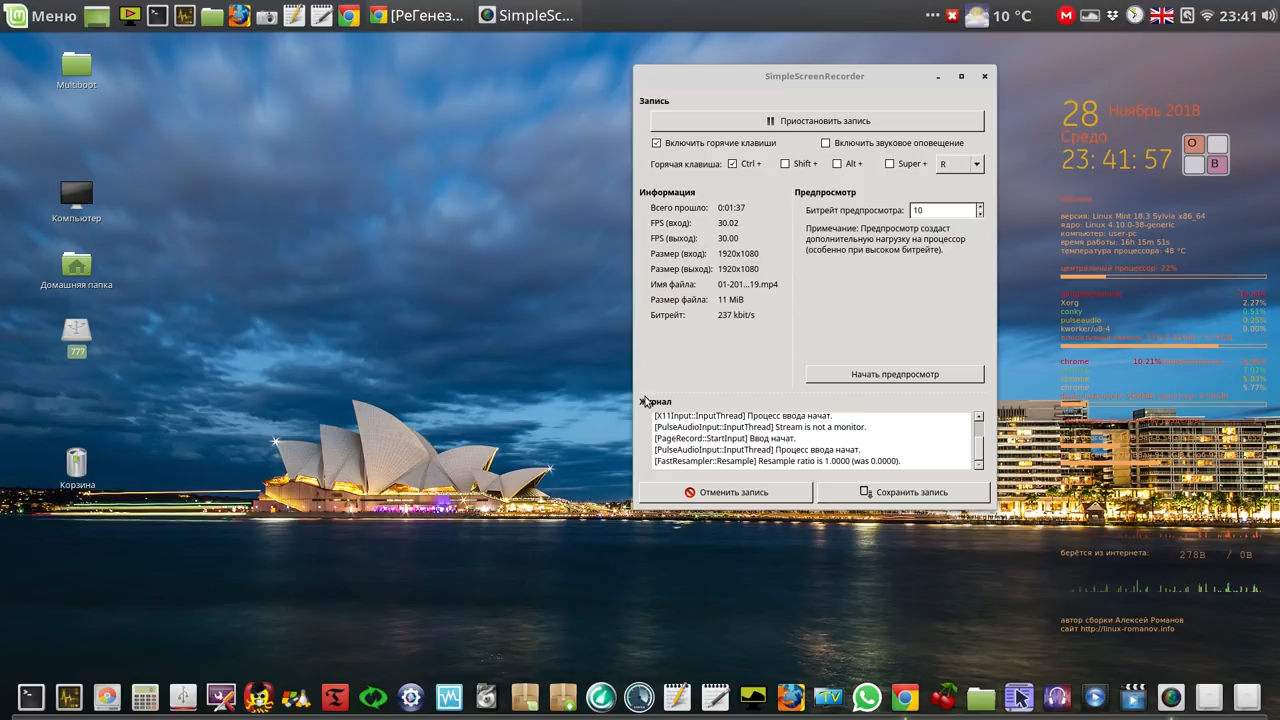 Меню
[РеГенез...
SimpleSc...
10 °C
23:41
Multiboot
Компьютер
Домашняя папка
777
Корзина
SimpleScreenRecorder
Запись
Приостановить запись
Включить горячие клавиши
Включить звуковое оповещение
Горячая клавиша:
Ctrl +
Shift +
Alt +
Super +
R
Информация
Всего прошло: 0:01:37
FPS (вход): 30.02
FPS (выход): 30.00
Размер (вход): 1920x1080
Размер (выход): 1920x1080
Имя файла: 01-201...19.mp4
Размер файла: 11 MiB
Битрейт: 237 kbit/s
Предпросмотр
Битрейт предпросмотра: 10
Примечание: Предпросмотр создаст
дополнительную нагрузку на процессор
(особенно при высоком битрейте).
Начать предпросмотр
Журнал
[X11Input::InputThread] Процесс ввода начат.
[PulseAudioInput::InputThread] Stream is not a monitor.
[PageRecord::StartInput] Ввод начат.
[PulseAudioInput::InputThread] Процесс ввода начат.
[FastResampler::Resample] Resample ratio is 1.0000 (was 0.0000).
Отменить запись
Сохранить запись
28 Ноябрь 2018
Среда
23: 41: 57
O
B
версия: Linux Mint 18.3 Sylvia x86_64
ядро: Linux 4.10.0-38-generic
компьютер: user-pc
время работы: 16h 15m 51s
температура процессора: 48 °C
центральный процессор: 22%
Xorg 2.27%
conky 0.51%
pulseaudio 0.25%
kworker/u8:4 0.00%
chrome 10.21%
chrome 5.83%
chrome 5.77%
берётся из интернета: 278B / 0B
автор сборки Алексей Романов
сайт http://linux-romanov.info